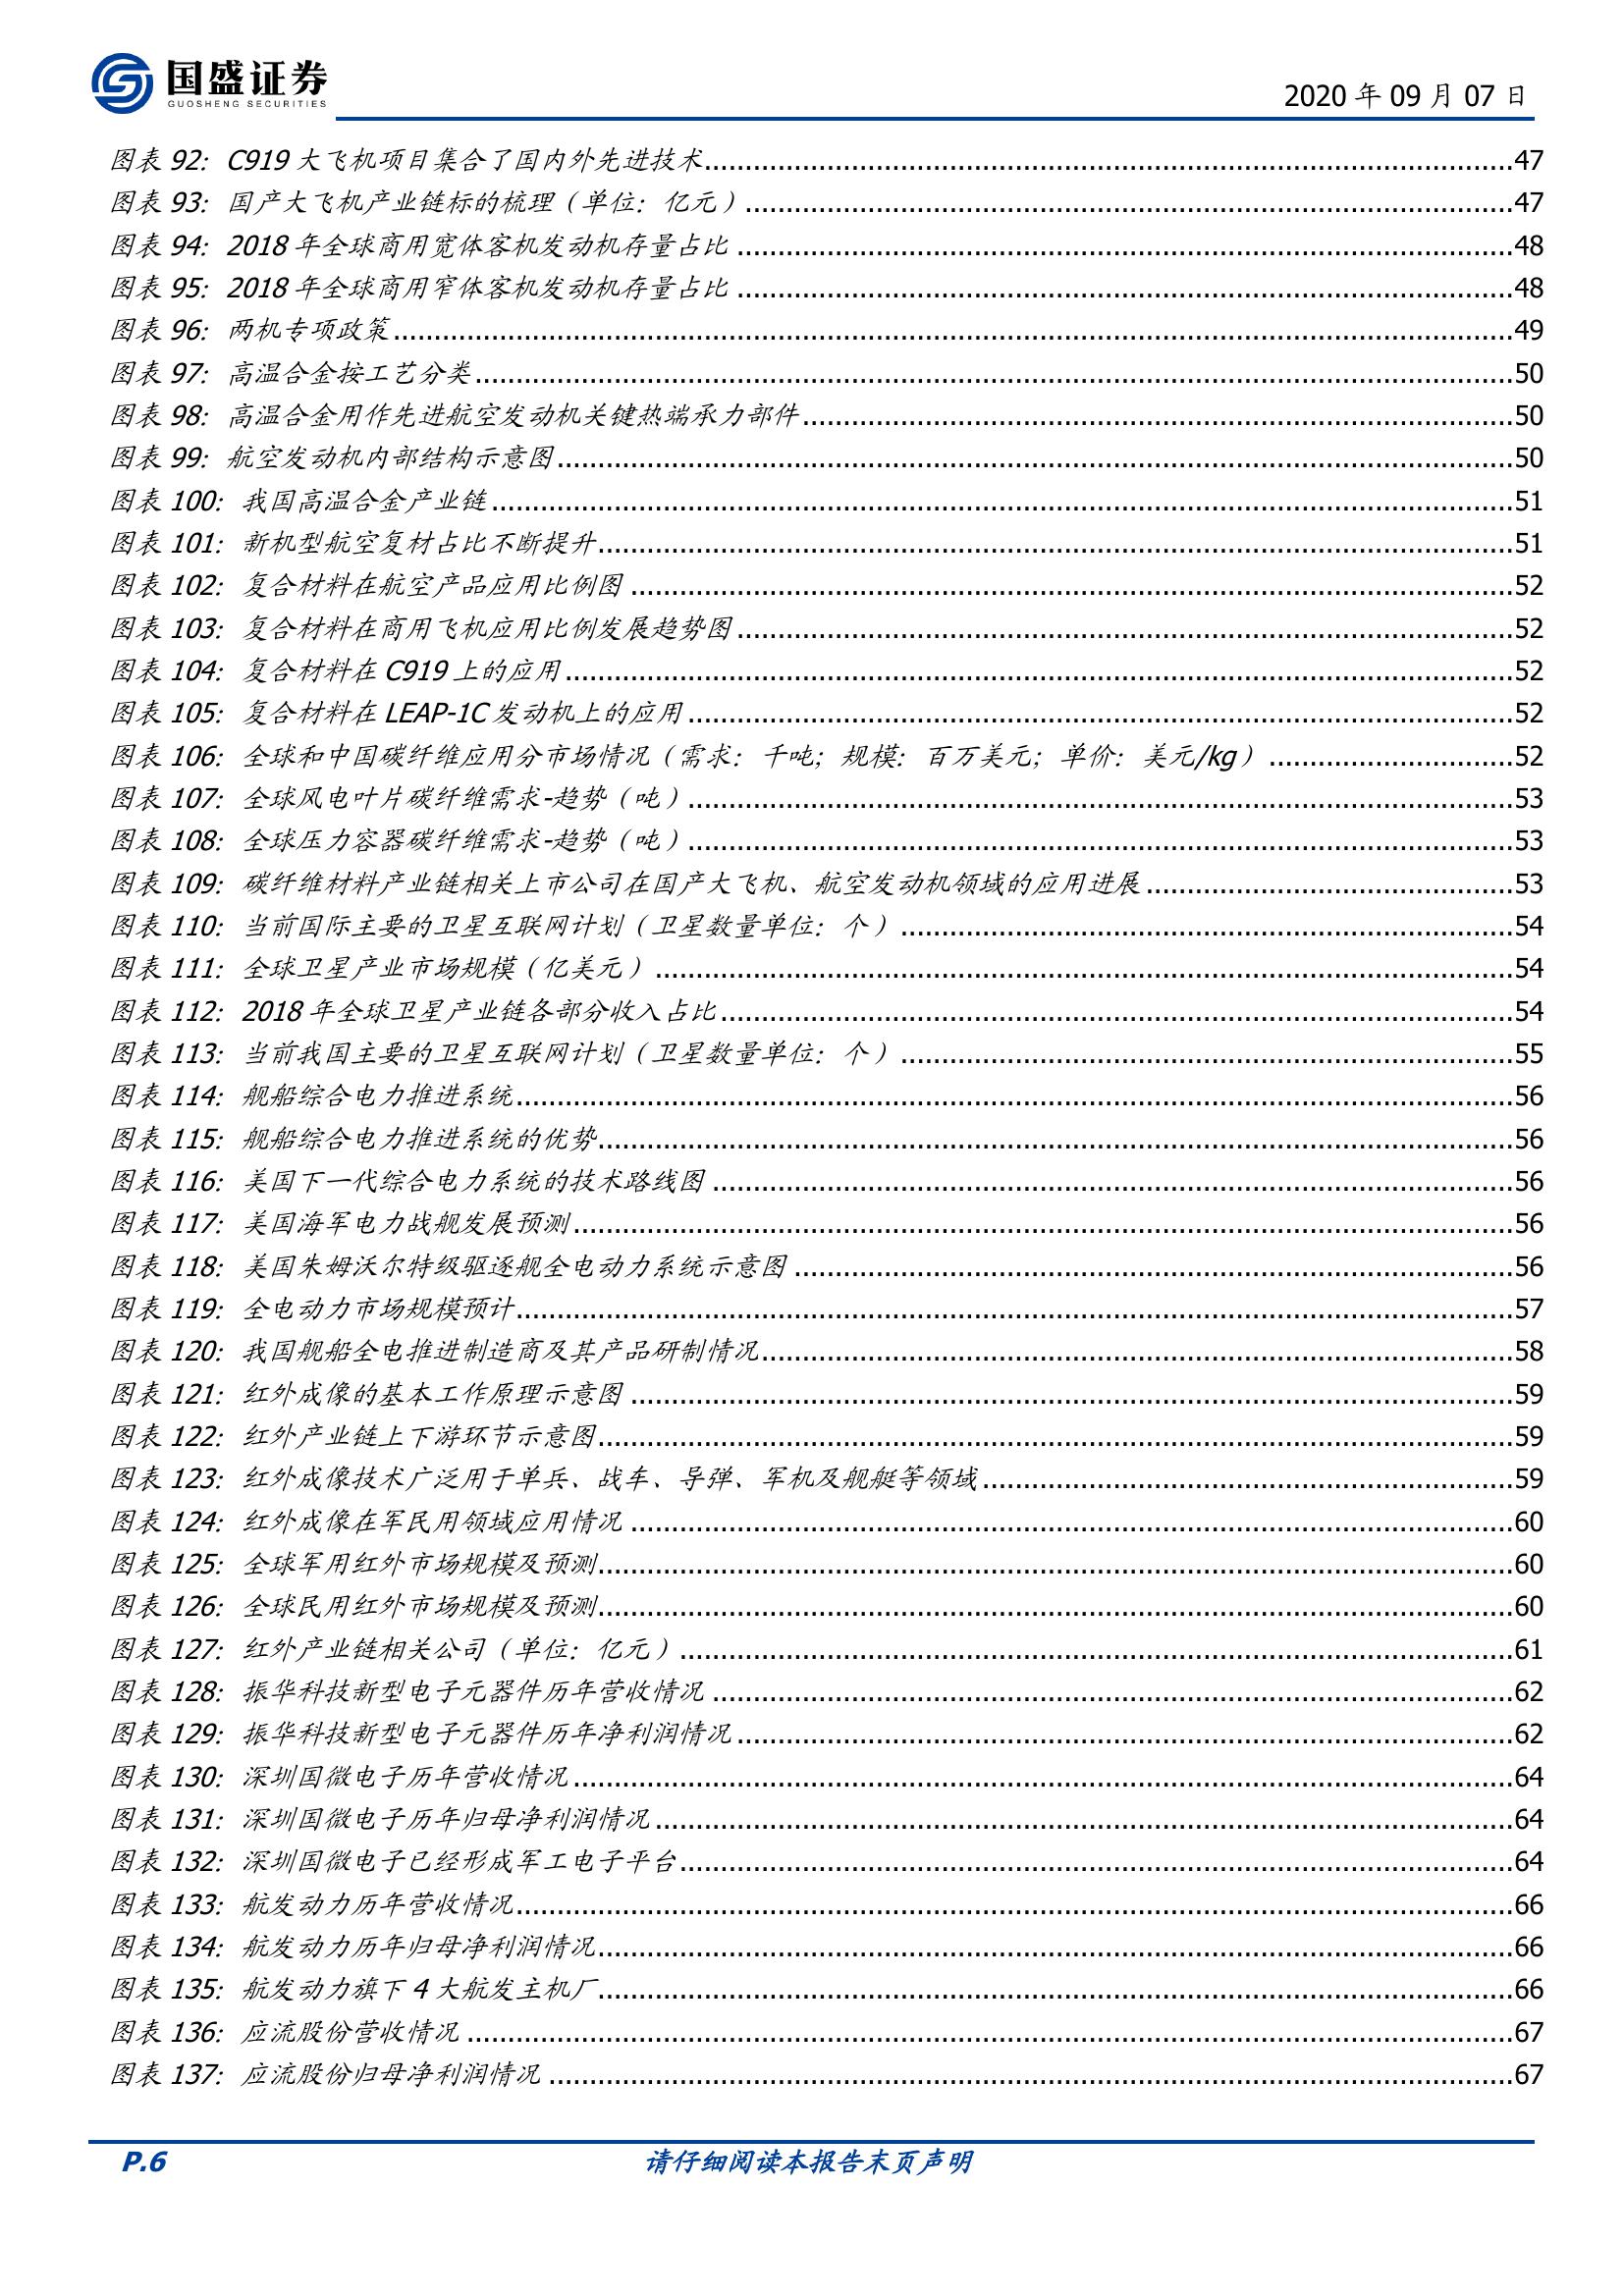 国盛证券
GUOSHENG SECURITIES
2020 年 09 月 07 日
图表 92：C919 大飞机项目集合了国内外先进技术 47
图表 93：国产大飞机产业链标的梳理（单位：亿元） 47
图表 94：2018 年全球商用宽体客机发动机存量占比 48
图表 95：2018 年全球商用窄体客机发动机存量占比 48
图表 96：两机专项政策 49
图表 97：高温合金按工艺分类 50
图表 98：高温合金用作先进航空发动机关键热端承力部件 50
图表 99：航空发动机内部结构示意图 50
图表 100：我国高温合金产业链 51
图表 101：新机型航空复材占比不断提升 51
图表 102：复合材料在航空产品应用比例图 52
图表 103：复合材料在商用飞机应用比例发展趋势图 52
图表 104：复合材料在 C919 上的应用 52
图表 105：复合材料在 LEAP-1C 发动机上的应用 52
图表 106：全球和中国碳纤维应用分市场情况（需求：千吨；规模：百万美元；单价：美元/kg） 52
图表 107：全球风电叶片碳纤维需求-趋势（吨） 53
图表 108：全球压力容器碳纤维需求-趋势（吨） 53
图表 109：碳纤维材料产业链相关上市公司在国产大飞机、航空发动机领域的应用进展 53
图表 110：当前国际主要的卫星互联网计划（卫星数量单位：个） 54
图表 111：全球卫星产业市场规模（亿美元） 54
图表 112：2018 年全球卫星产业链各部分收入占比 54
图表 113：当前我国主要的卫星互联网计划（卫星数量单位：个） 55
图表 114：舰船综合电力推进系统 56
图表 115：舰船综合电力推进系统的优势 56
图表 116：美国下一代综合电力系统的技术路线图 56
图表 117：美国海军电力战舰发展预测 56
图表 118：美国朱姆沃尔特级驱逐舰全电动力系统示意图 56
图表 119：全电动力市场规模预计 57
图表 120：我国舰船全电推进制造商及其产品研制情况 58
图表 121：红外成像的基本工作原理示意图 59
图表 122：红外产业链上下游环节示意图 59
图表 123：红外成像技术广泛用于单兵、战车、导弹、军机及舰艇等领域 59
图表 124：红外成像在军民用领域应用情况 60
图表 125：全球军用红外市场规模及预测 60
图表 126：全球民用红外市场规模及预测 60
图表 127：红外产业链相关公司（单位：亿元） 61
图表 128：振华科技新型电子元器件历年营收情况 62
图表 129：振华科技新型电子元器件历年净利润情况 62
图表 130：深圳国微电子历年营收情况 64
图表 131：深圳国微电子历年归母净利润情况 64
图表 132：深圳国微电子已经形成军工电子平台 64
图表 133：航发动力历年营收情况 66
图表 134：航发动力历年归母净利润情况 66
图表 135：航发动力旗下 4 大航发主机厂 66
图表 136：应流股份营收情况 67
图表 137：应流股份归母净利润情况 67
P.6
请仔细阅读本报告末页声明